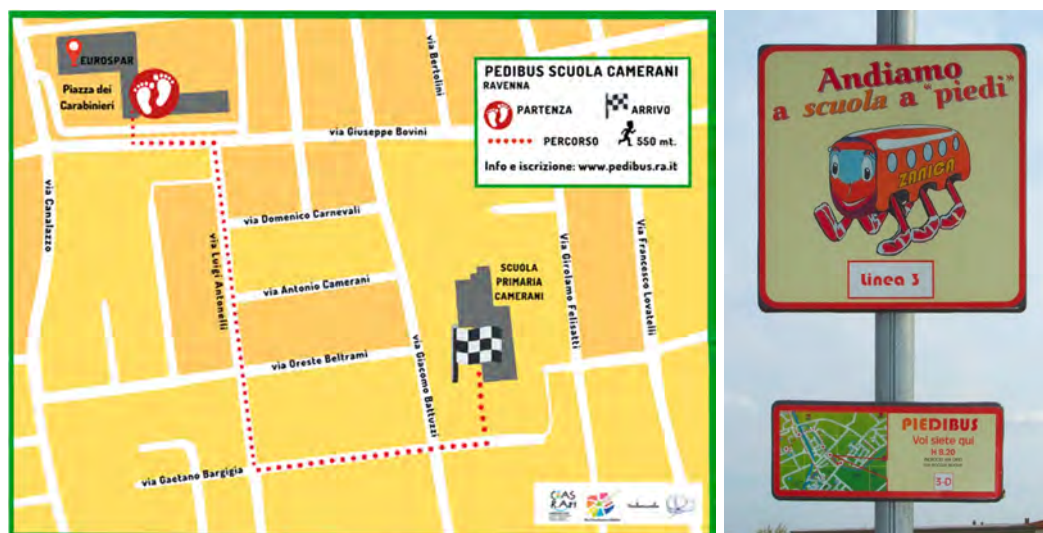 EUROSPAR
Piazza dei
Carabinieri
via Bertolini
PEDIBUS SCUOLA CAMERANI
RAVENNA
PARTENZA
ARRIVO
PERCORSO
550 mt.
Info e iscrizione: www.pedibus.ra.it
via Giuseppe Bovini
via Canalazzo
via Luigi Antonelli
via Domenico Carnevali
via Antonio Camerani
via Oreste Beltrami
via Giacomo Battuzzi
SCUOLA
PRIMARIA
CAMERANI
Via Girolamo Felisatti
via Francesco Lovatelli
via Gaetano Bargigia
Andiamo
a scuola a "piedi"
ZANICA
Linea 3
PIEDIBUS
Voi siete qui
H 8.20
3-D